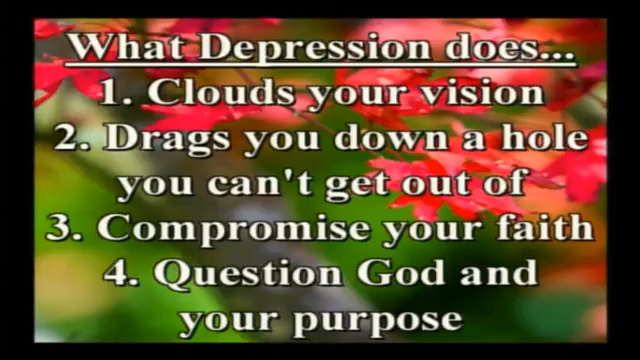 What Depression does...
1. Clouds your vision
2. Drags you down a hole
you can't get out of
3. Compromise your faith
4. Question God and
your purpose